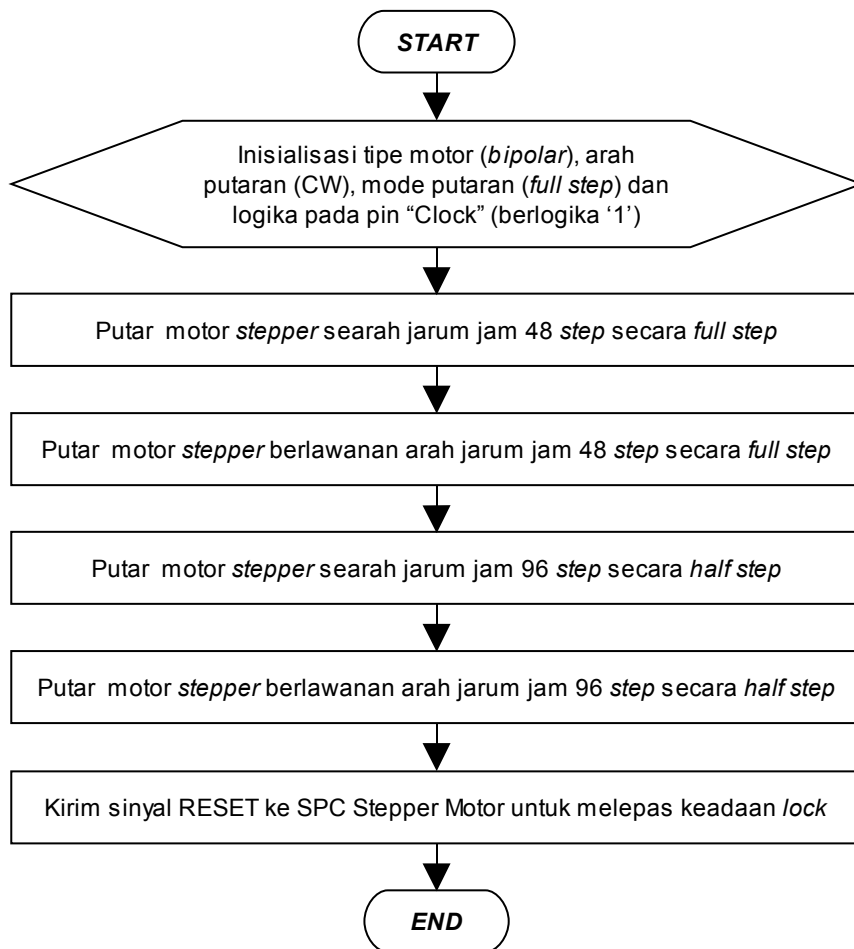 START
Inisialisasi tipe motor (bipolar), arah
putaran (CW), mode putaran (full step) dan
logika pada pin “Clock” (berlogika ‘1’)
Putar motor stepper searah jarum jam 48 step secara full step
Putar motor stepper berlawanan arah jarum jam 48 step secara full step
Putar motor stepper searah jarum jam 96 step secara half step
Putar motor stepper berlawanan arah jarum jam 96 step secara half step
Kirim sinyal RESET ke SPC Stepper Motor untuk melepas keadaan lock
END